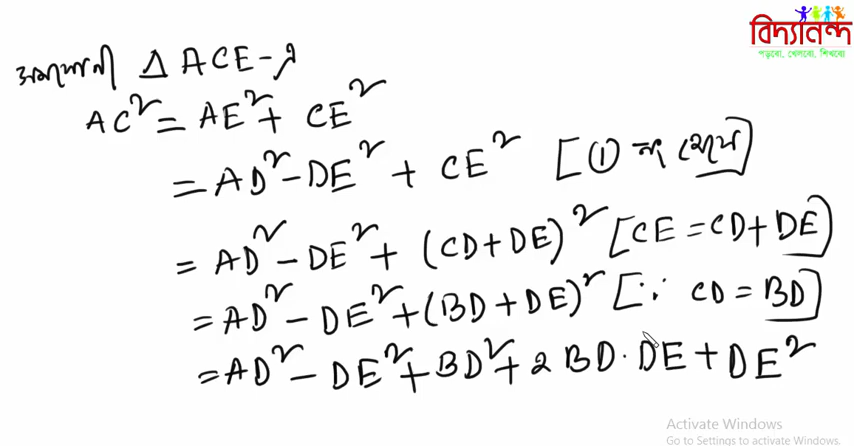 বিদ্যানন্দ
পড়বো, খেলবো, শিখবো
Δ ACE-এ
AC² = AE² + CE²
= AD² - DE² + CE² [① নং থেকে]
= AD² - DE² + (CD + DE)² [CE = CD + DE]
= AD² - DE² + (BD + DE)² [∵ CD = BD]
= AD² - DE² + BD² + 2 BD · DE + DE²
Activate Windows
Go to Settings to activate Windows.